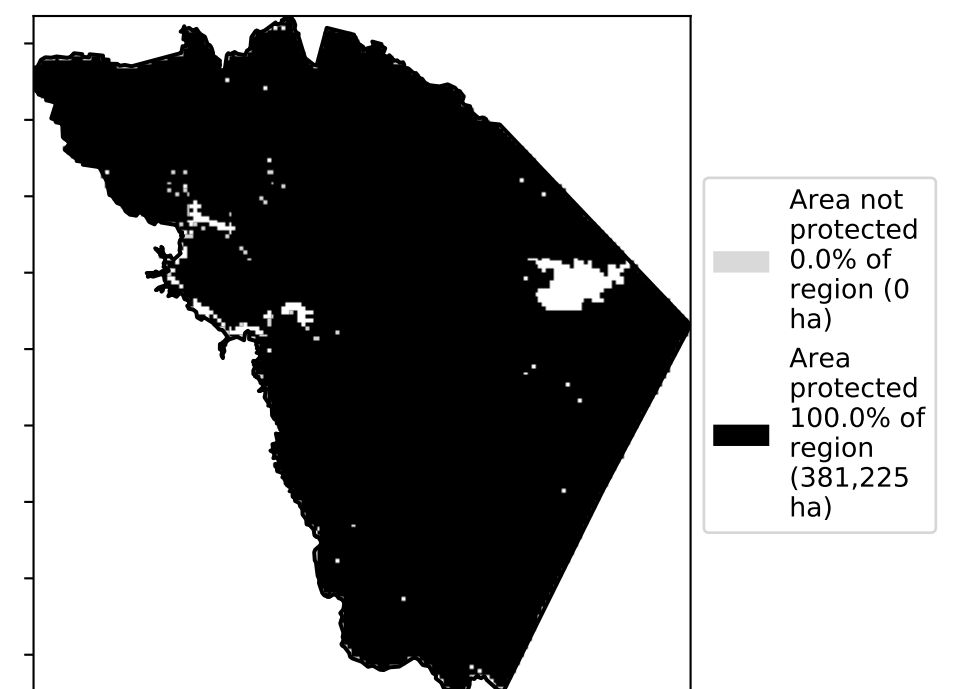 Area not
protected
0.0% of
region (0
ha)
Area
protected
100.0% of
region
(381,225
ha)